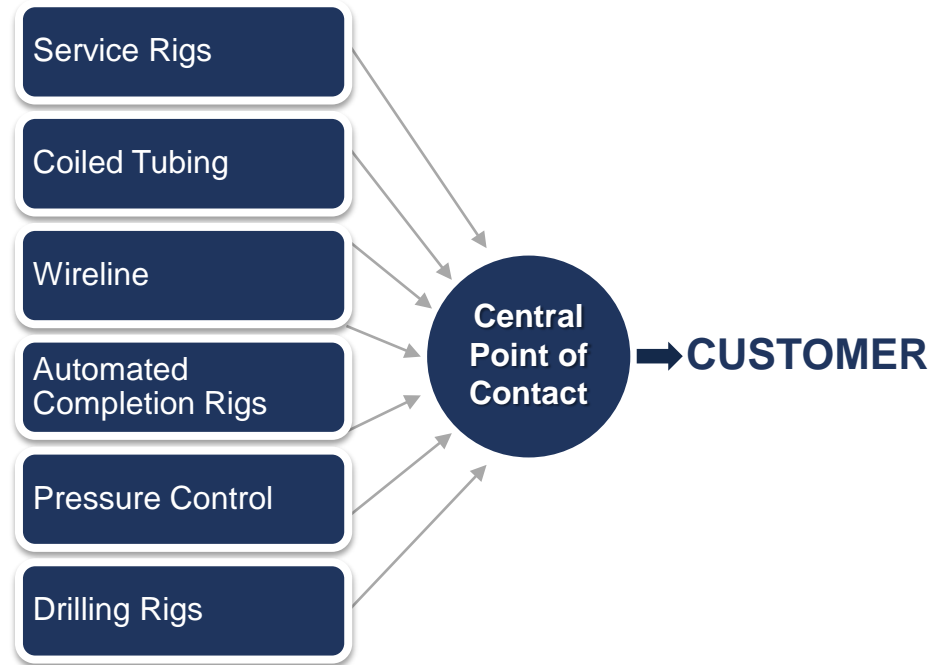 Service Rigs
Coiled Tubing
Wireline
Automated
Completion Rigs
Pressure Control
Drilling Rigs
Central
Point of
Contact
CUSTOMER